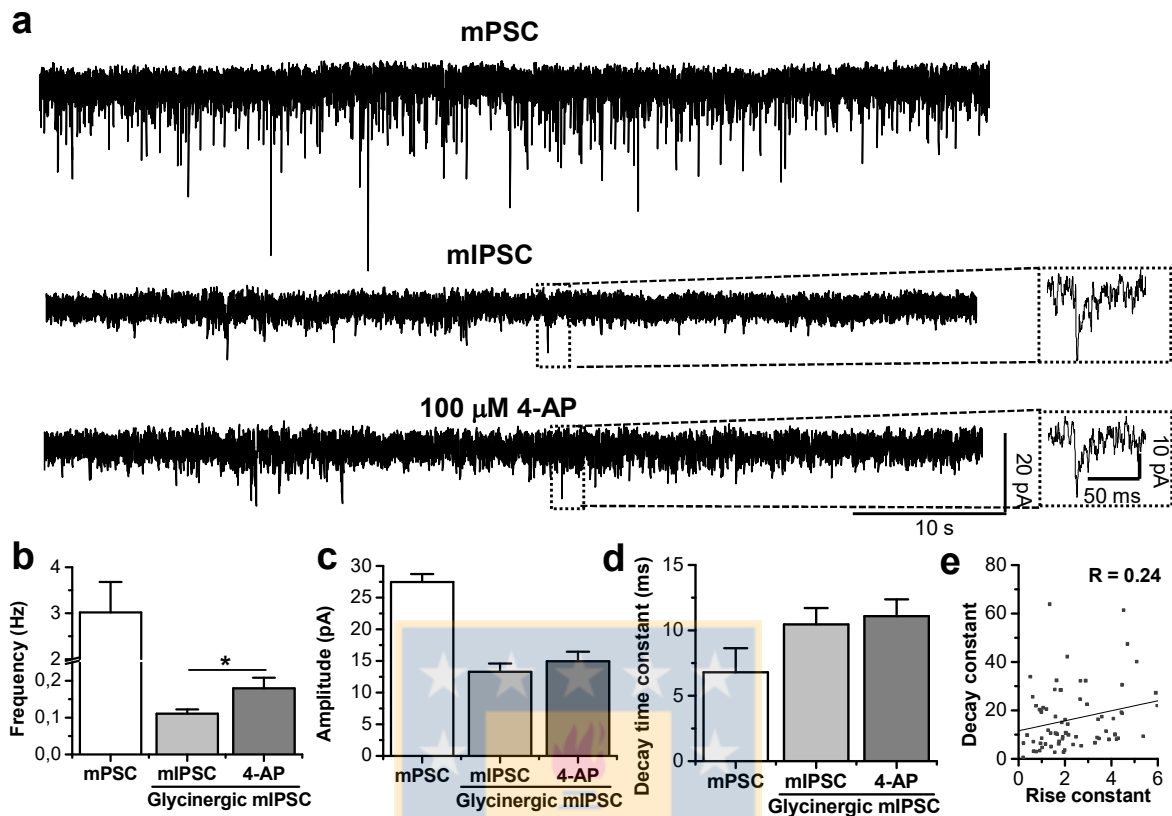 a
mPSC
mIPSC
100 μM 4-AP
20 pA
10 s
10 pA
50 ms
b
Frequency (Hz)
4
3
2
0,2
0,1
0,0
mPSC
mIPSC
4-AP
Glycinergic mIPSC
*
c
Amplitude (pA)
30
25
20
15
10
5
0
mPSC
mIPSC
4-AP
Glycinergic mIPSC
d
Decay time constant (ms)
15
10
5
0
mPSC
mIPSC
4-AP
Glycinergic mIPSC
e
R = 0.24
Decay constant
80
60
40
20
0
0
2
4
6
Rise constant